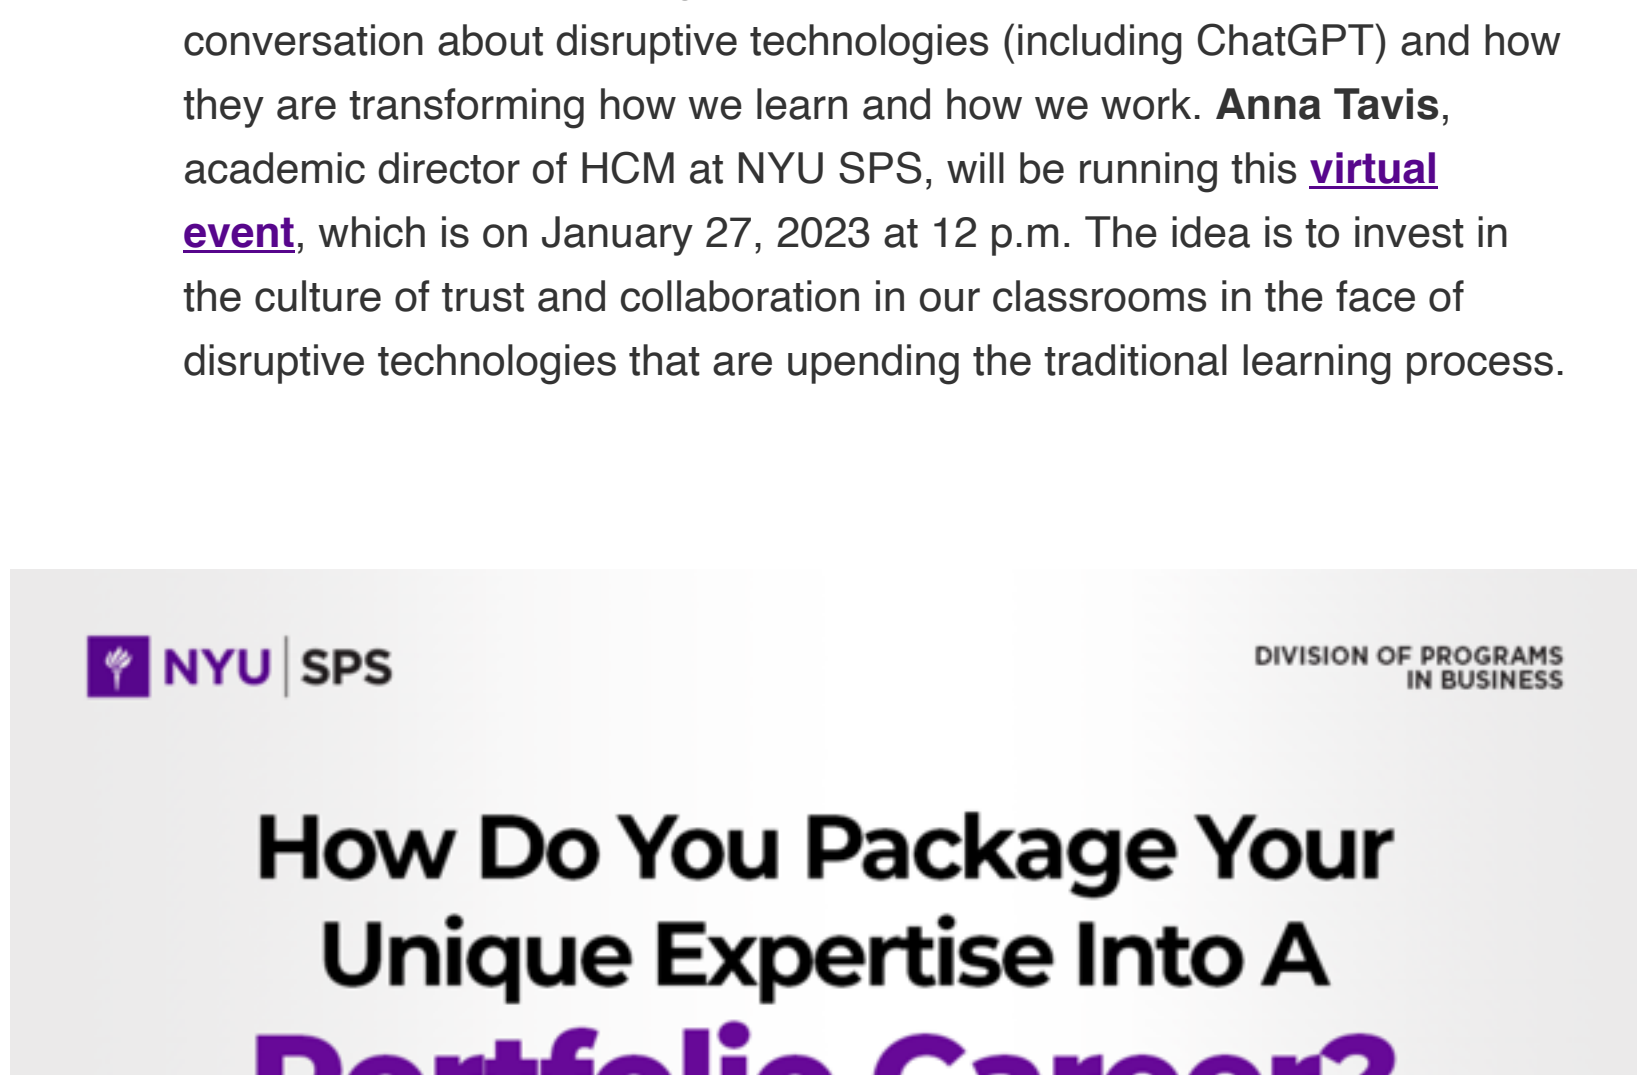 conversation about disruptive technologies (including ChatGPT) and how
they are transforming how we learn and how we work. Anna Tavis,
academic director of HCM at NYU SPS, will be running this virtual
event, which is on January 27, 2023 at 12 p.m. The idea is to invest in
the culture of trust and collaboration in our classrooms in the face of
disruptive technologies that are upending the traditional learning process.
NYU SPS
DIVISION OF PROGRAMS
IN BUSINESS
How Do You Package Your
Unique Expertise Into A
Portfolio Career?